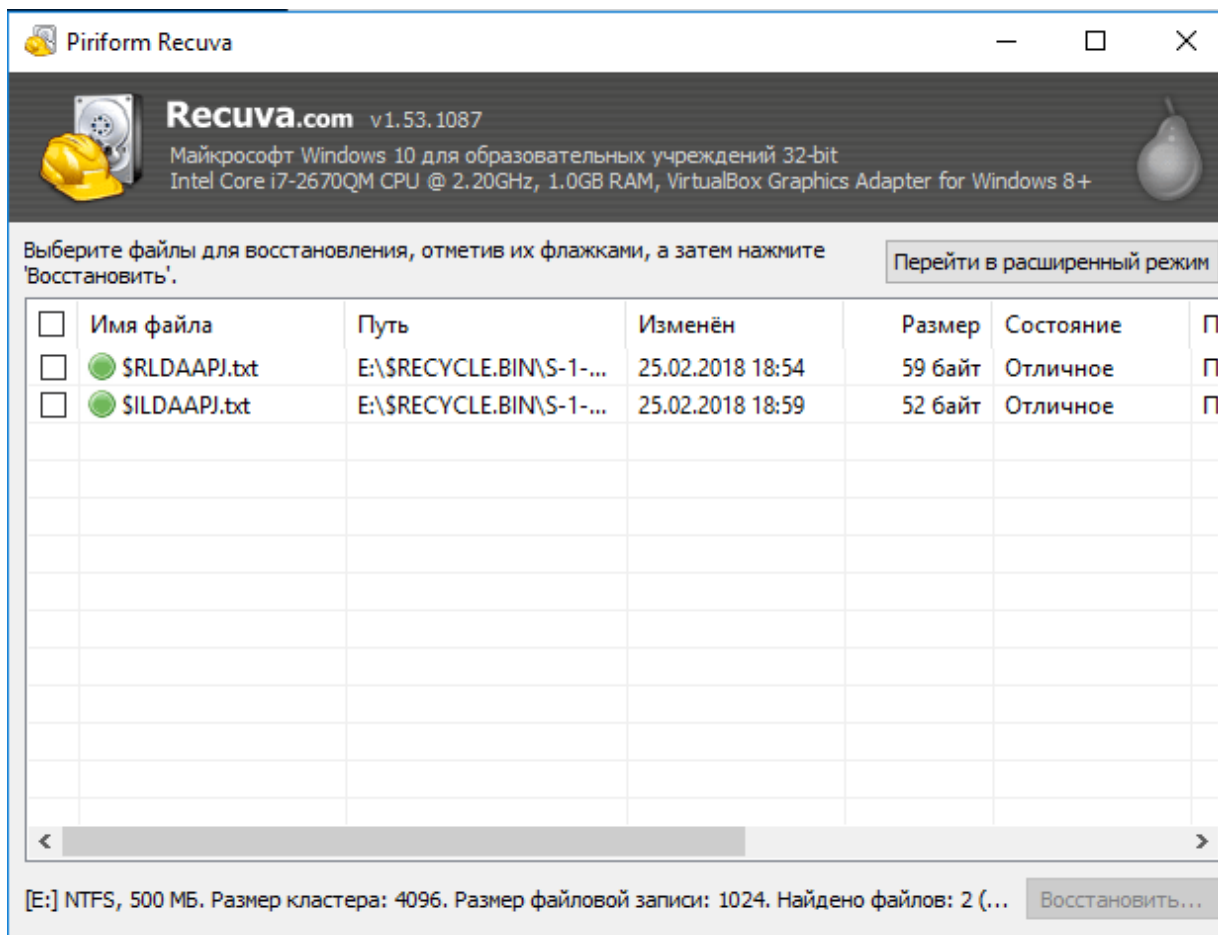 Piriform Recuva
Recuva.com v1.53.1087
Майкрософт Windows 10 для образовательных учреждений 32-bit
Intel Core i7-2670QM CPU @ 2.20GHz, 1.0GB RAM, VirtualBox Graphics Adapter for Windows 8+
Выберите файлы для восстановления, отметив их флажками, а затем нажмите
'Восстановить'.
Перейти в расширенный режим
Имя файла Путь Изменён Размер Состояние П
$RLDAAPJ.txt E:\$RECYCLE.BIN\S-1-... 25.02.2018 18:54 59 байт Отличное П
$ILDAAPJ.txt E:\$RECYCLE.BIN\S-1-... 25.02.2018 18:59 52 байт Отличное П
[E:] NTFS, 500 МБ. Размер кластера: 4096. Размер файловой записи: 1024. Найдено файлов: 2 (... Восстановить...